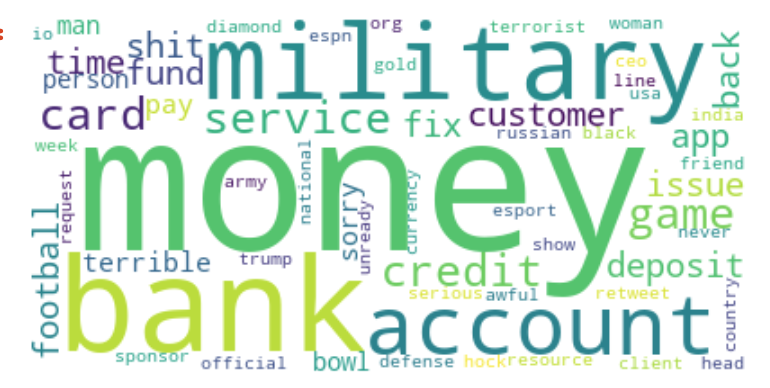 :
io man diamond espn org terrorist woman
shit military
time fund gold ceo back
person line
usa
card pay service fix customer india
russian black app
week money friend
request army national sorry currency issue
unready esport game
never
football show
terrible trump credit deposit
bank serious awful retweet country
account
sponsor official bowl defense hock resource client head